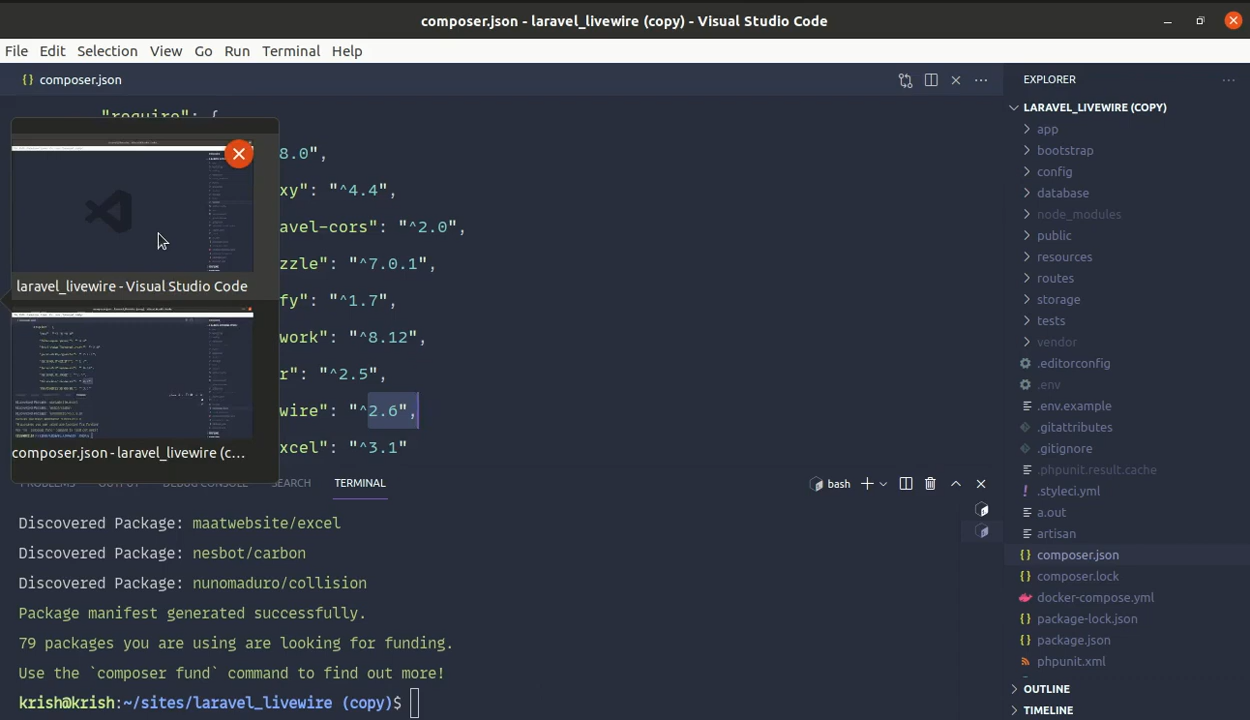 composer.json - laravel_livewire (copy) - Visual Studio Code
File Edit Selection View Go Run Terminal Help
{} composer.json
"require": {
8.0",
xy": "^4.4",
avel-cors": "^2.0",
zzle": "^7.0.1",
fy": "^1.7",
work": "^8.12",
r": "^2.5",
wire": "^2.6",
xcel": "^3.1"
laravel_livewire - Visual Studio Code
composer.json - laravel_livewire (c...
PROBLEMS OUTPUT DEBUG CONSOLE SEARCH TERMINAL
bash
Discovered Package: maatwebsite/excel
Discovered Package: nesbot/carbon
Discovered Package: nunomaduro/collision
Package manifest generated successfully.
79 packages you are using are looking for funding.
Use the `composer fund` command to find out more!
krish@krish:~/sites/laravel_livewire (copy)$
EXPLORER
LARAVEL_LIVEWIRE (COPY)
app
bootstrap
config
database
node_modules
public
resources
routes
storage
tests
vendor
.editorconfig
.env
.env.example
.gitattributes
.gitignore
.phpunit.result.cache
.styleci.yml
a.out
artisan
{} composer.json
{} composer.lock
docker-compose.yml
{} package-lock.json
{} package.json
phpunit.xml
OUTLINE
TIMELINE